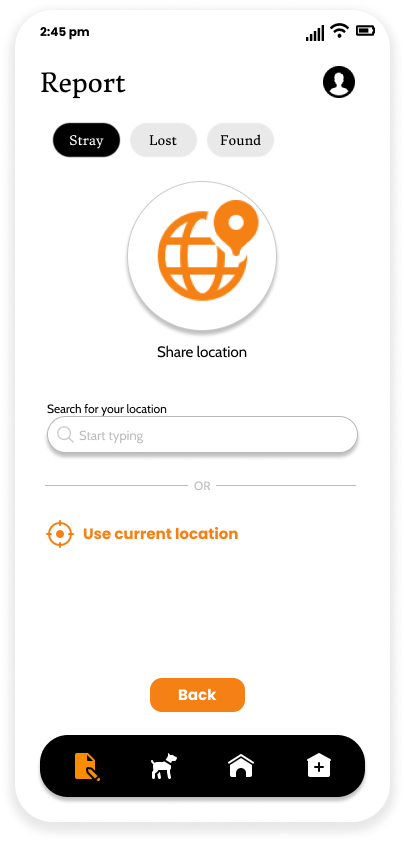 2:45 pm
Report
Stray Lost Found
Share location
Search for your location
Start typing
OR
Use current location
Back